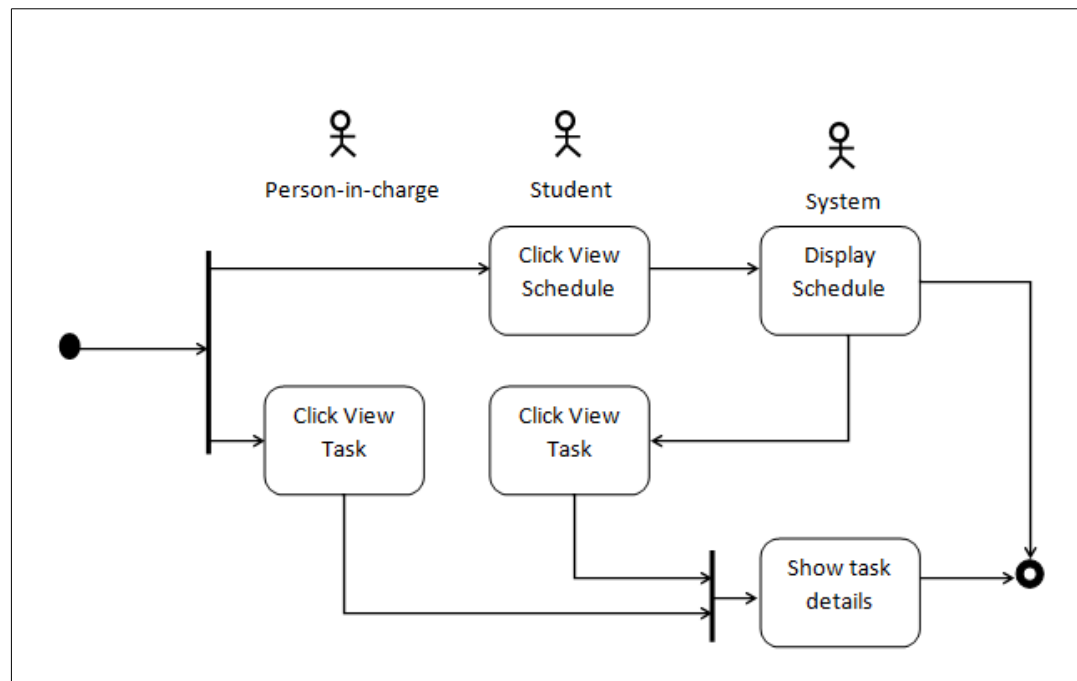 Person-in-charge
Student
System
Click View
Schedule
Display
Schedule
Click View
Task
Click View
Task
Show task
details